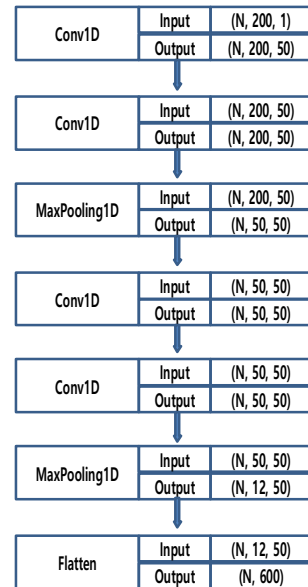 Conv1D Input (N, 200, 1)
Output (N, 200, 50)
Conv1D Input (N, 200, 50)
Output (N, 200, 50)
MaxPooling1D Input (N, 200, 50)
Output (N, 50, 50)
Conv1D Input (N, 50, 50)
Output (N, 50, 50)
Conv1D Input (N, 50, 50)
Output (N, 50, 50)
MaxPooling1D Input (N, 50, 50)
Output (N, 12, 50)
Flatten Input (N, 12, 50)
Output (N, 600)